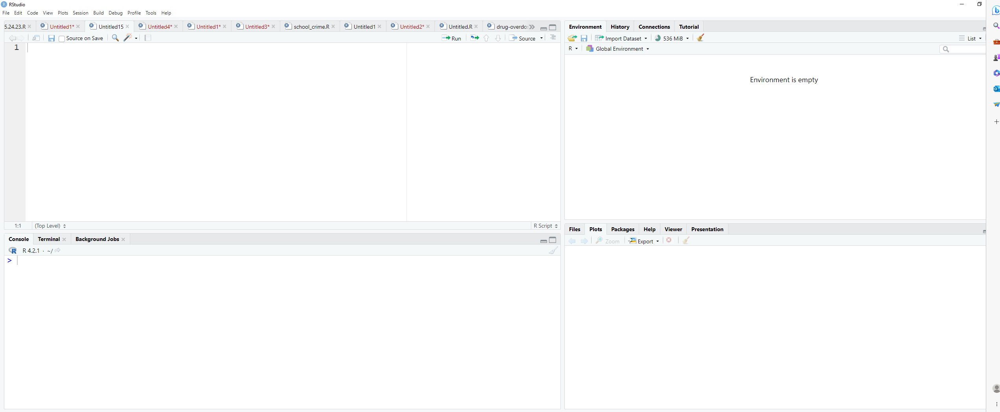 RStudio
File Edit Code View Plots Session Build Debug Profile Tools Help
5.24.23.R Untitled1* Untitled15 Untitled4* Untitled1* Untitled3* school_crime.R Untitled1 Untitled2* Untitled.R drug-overdos
Source on Save Run Source
1
1:1 (Top Level) R Script
Console Terminal Background Jobs
R 4.2.1 · ~/
>
Environment History Connections Tutorial
Import Dataset 536 MiB List
R Global Environment
Environment is empty
Files Plots Packages Help Viewer Presentation
Zoom Export